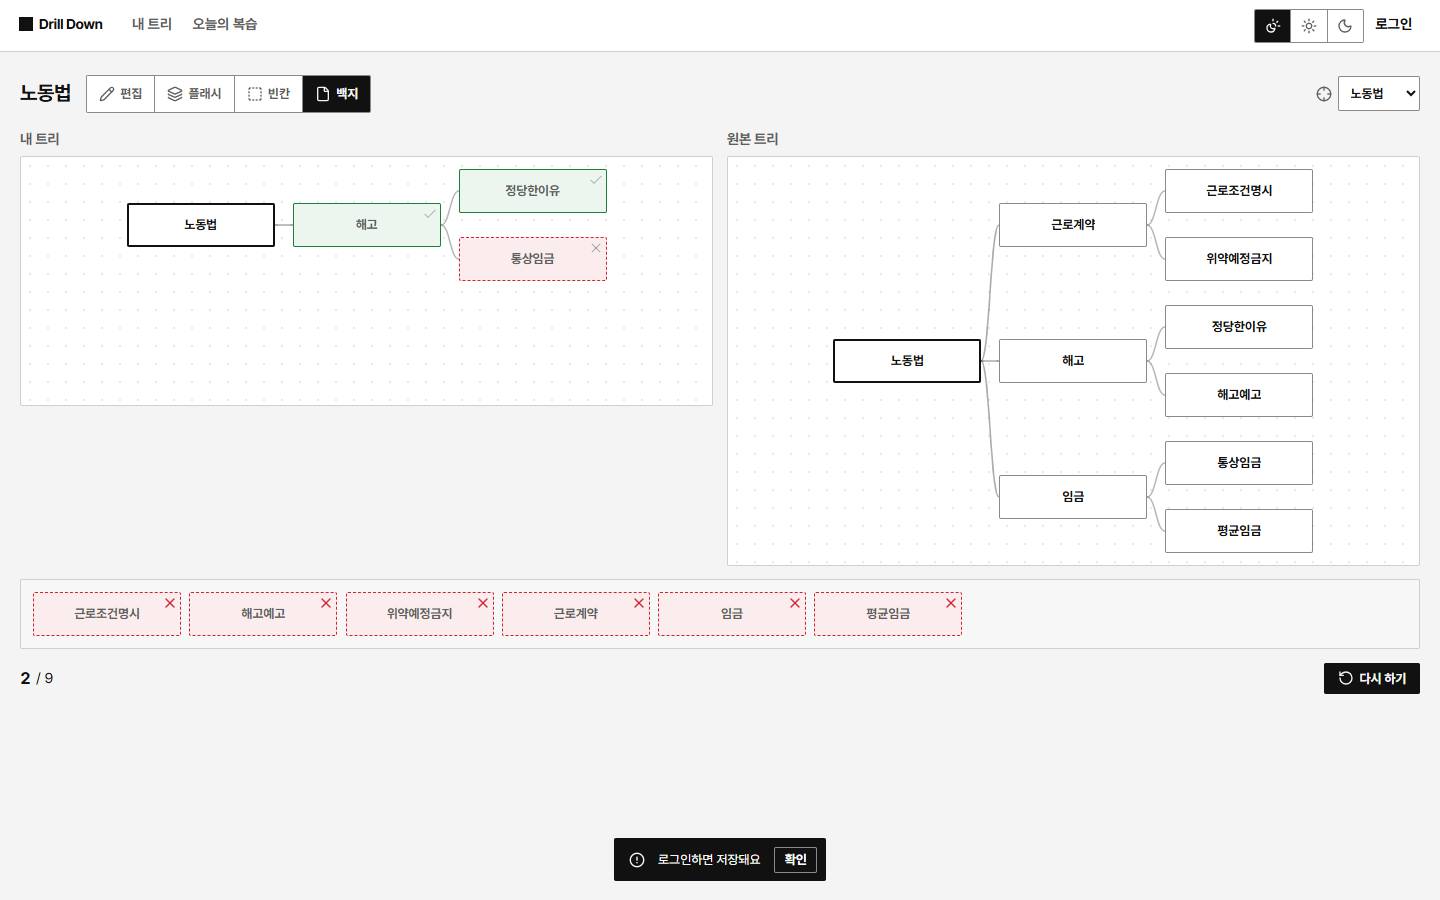 Drill Down
내 트리
오늘의 복습
로그인
노동법
편집
플래시
빈칸
백지
노동법
내 트리
노동법
해고
정당한이유
통상임금
원본 트리
노동법
근로계약
근로조건명시
위약예정금지
해고
정당한이유
해고예고
임금
통상임금
평균임금
근로조건명시
해고예고
위약예정금지
근로계약
임금
평균임금
2 / 9
다시 하기
로그인하면 저장돼요
확인